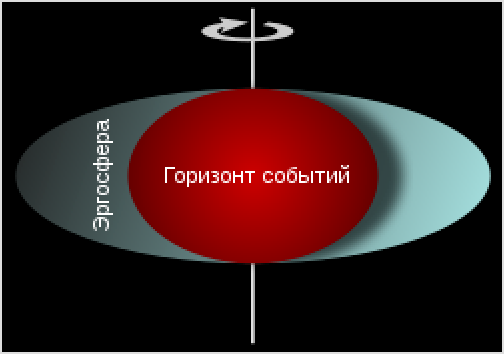 Эргосфера
Горизонт событий